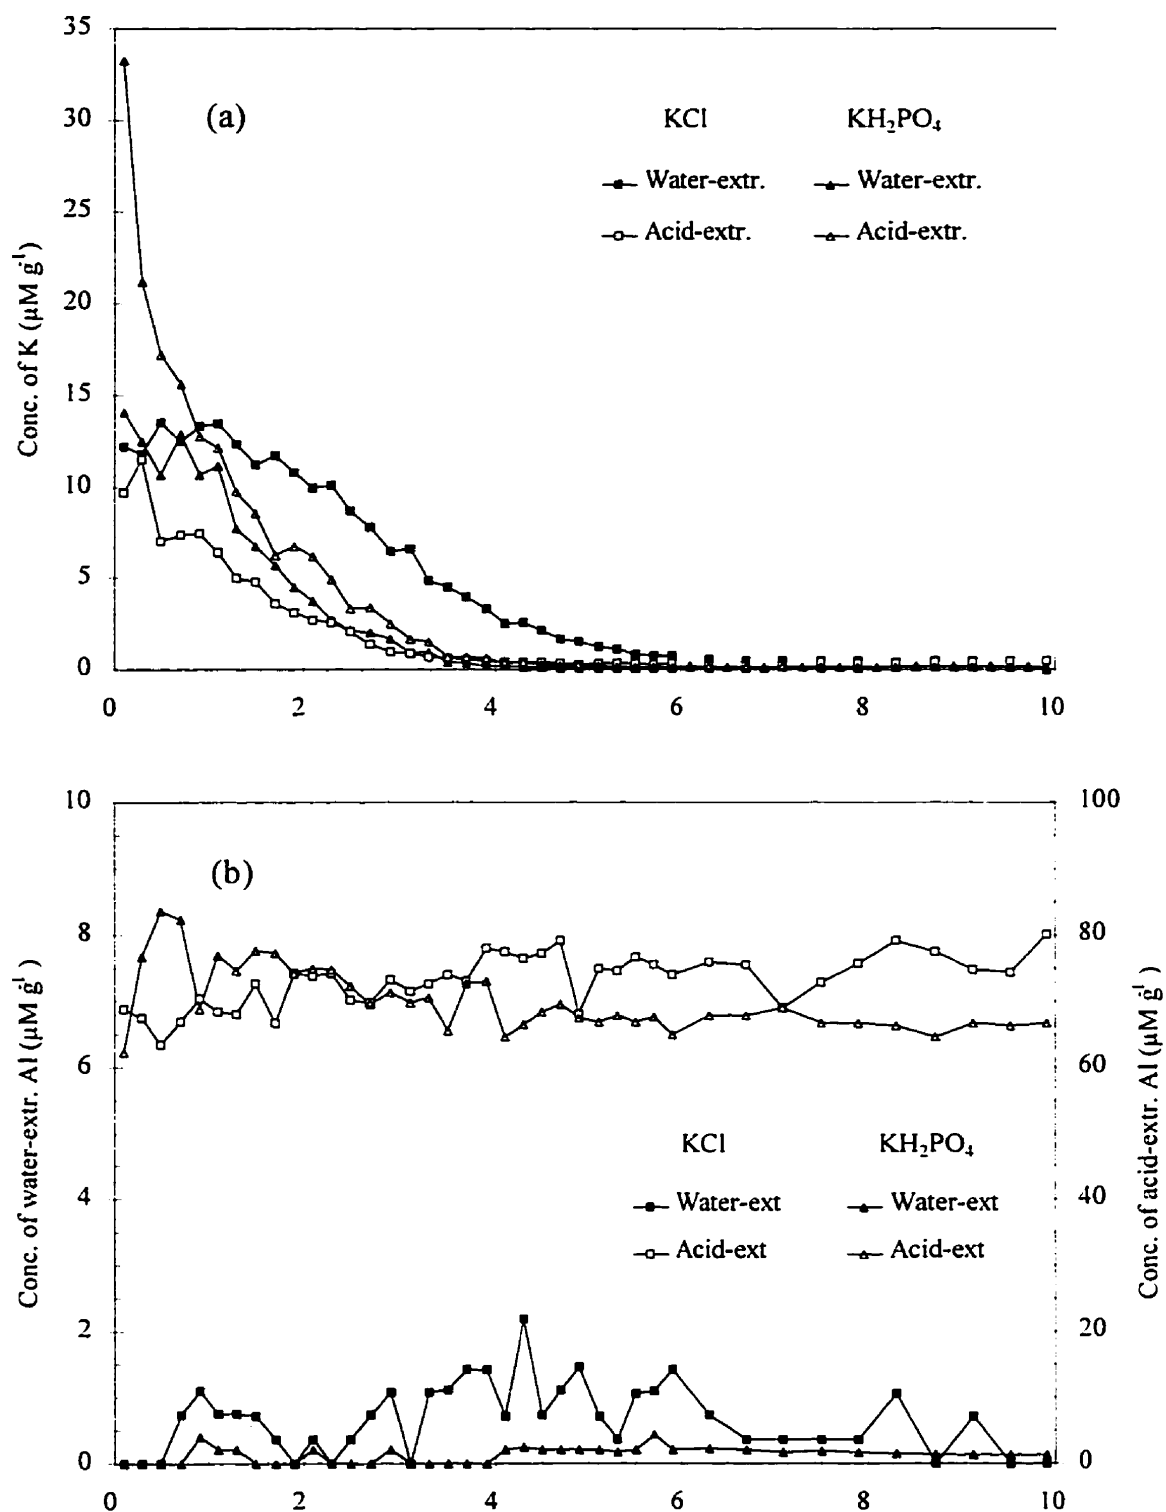 35
(a)
KCl KH₂PO₄
30
Water-extr. Water-extr.
25
Acid-extr. Acid-extr.
Conc. of K (µM g⁻¹)
20
15
10
5
0
0 2 4 6 8 10
10 100
(b)
8 80
Conc. of water-extr. Al (µM g¹)
Conc. of acid-extr. Al (µM g¹)
6 60
KCl KH₂PO₄
4 40
Water-ext Water-ext
Acid-ext Acid-ext
2 20
0 0
0 2 4 6 8 10